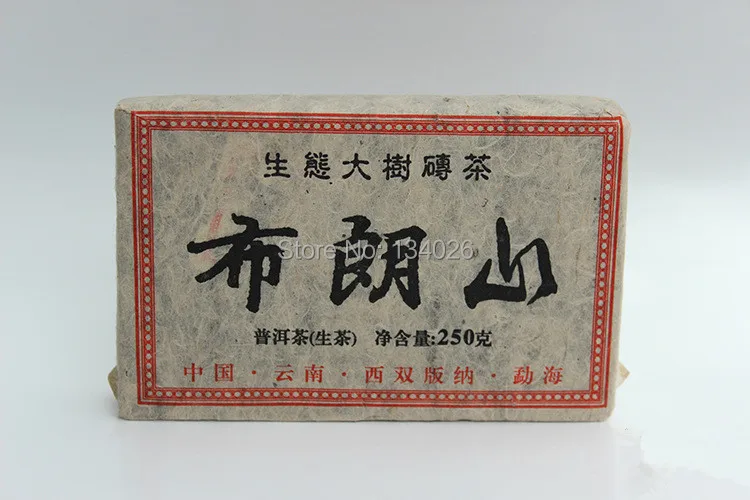 生態大樹磚茶
布朗山
Store No.: 134026
普洱茶(生茶) 净含量:250克
中国·云南·西双版纳·勐海